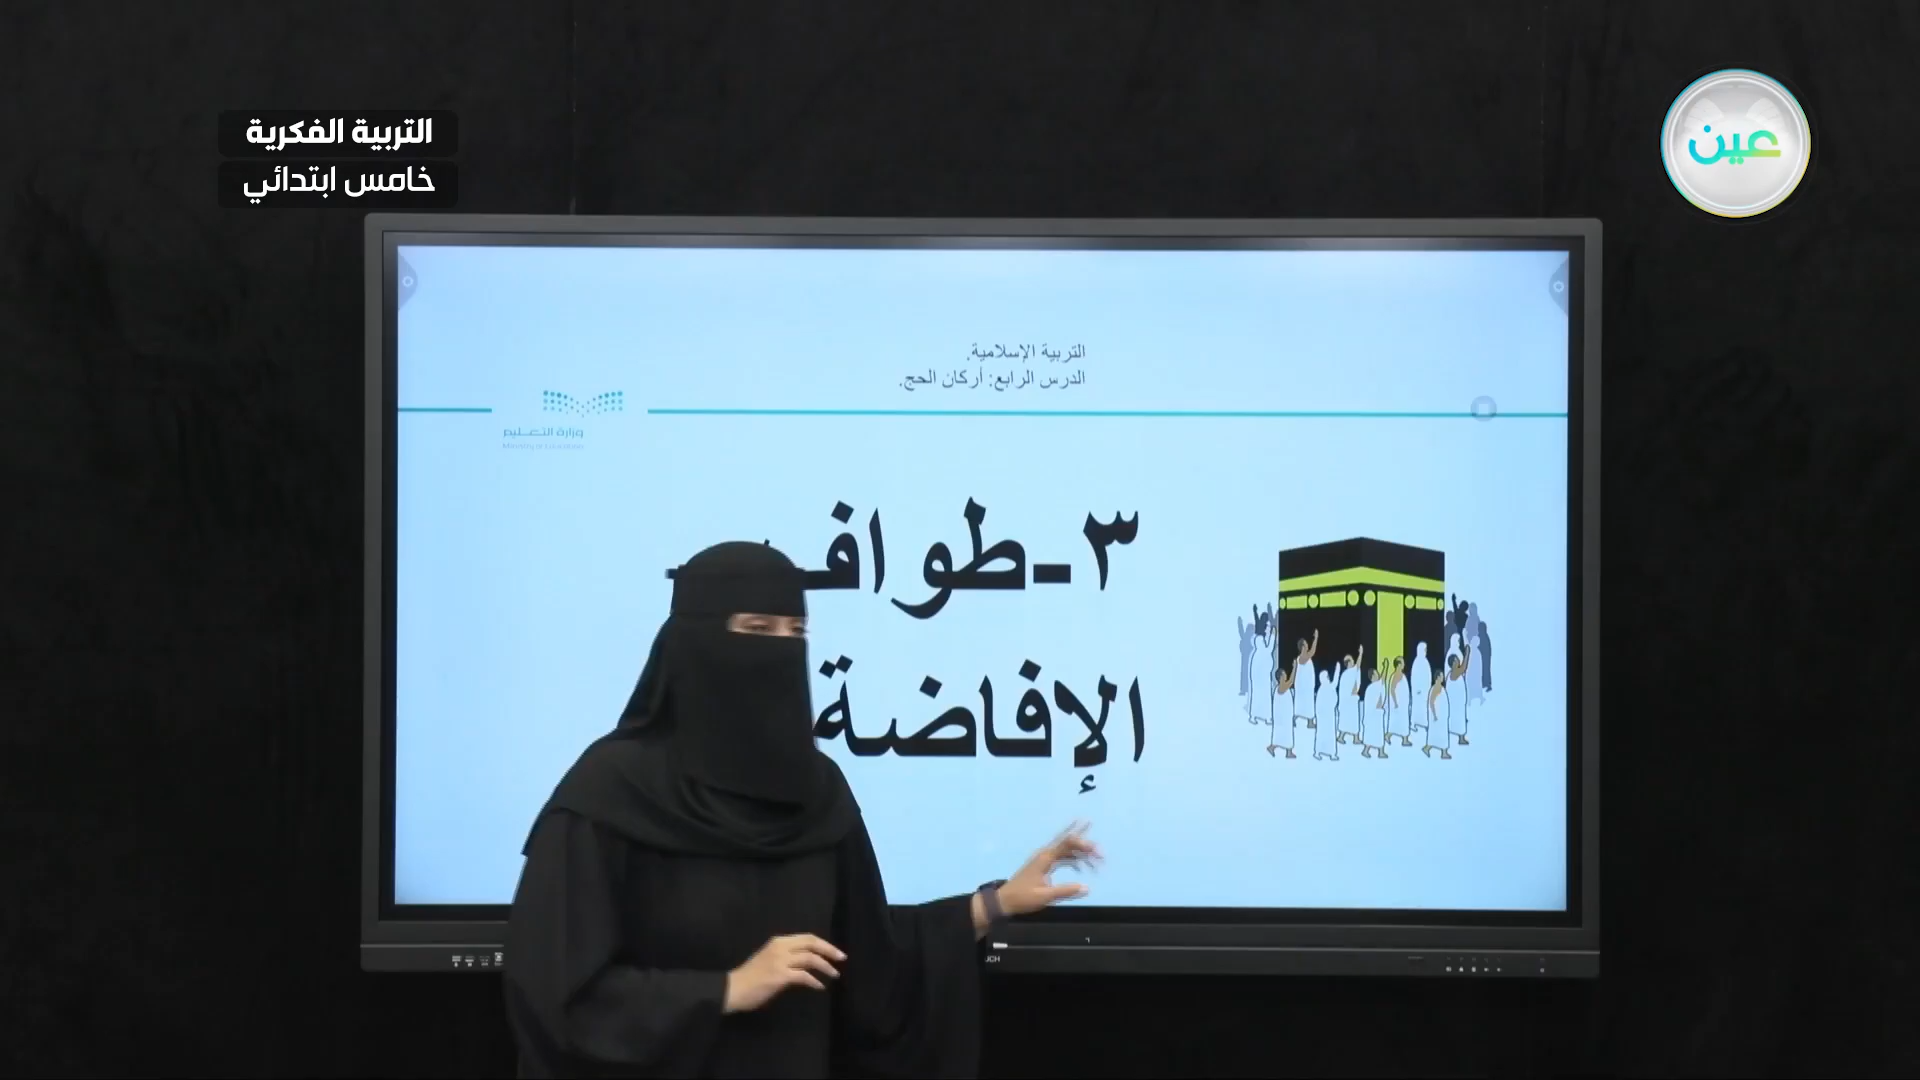 التربية الفكرية
خامس ابتدائي
عين
التربية الإسلامية.
الدرس الرابع: أركان الحج.
وزارة التعليم
٣-طواف
الإفاضة